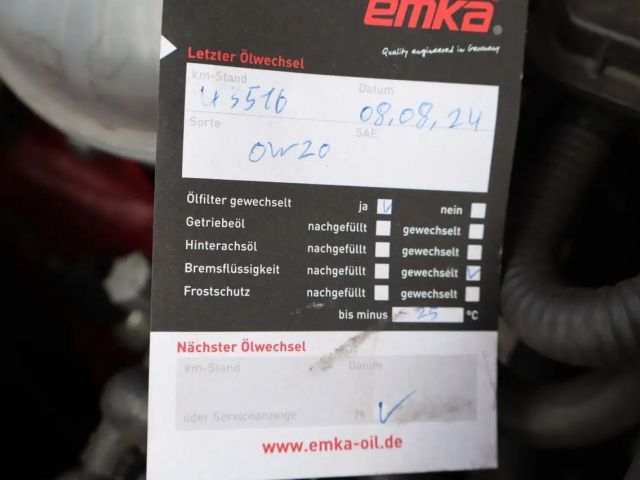 emka®
Quality engineered in Germany
Letzter Ölwechsel
km-Stand Datum
43516 08.08.24
Sorte SAE
0W20
Ölfilter gewechselt ja nein
Getriebeöl nachgefüllt gewechselt
Hinterachsöl nachgefüllt gewechselt
Bremsflüssigkeit nachgefüllt gewechselt
Frostschutz nachgefüllt gewechselt
bis minus - 25 °C
Nächster Ölwechsel
km-Stand Datum
oder Serviceanzeige ja
www.emka-oil.de